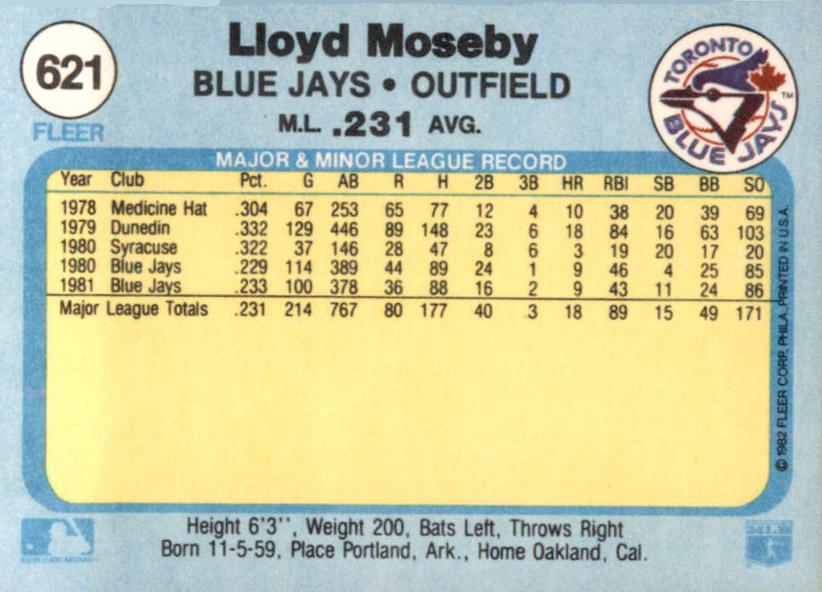 621
FLEER
Lloyd Moseby
BLUE JAYS • OUTFIELD
M.L. .231 AVG.
TORONTO
BLUE JAYS
TM
MAJOR & MINOR LEAGUE RECORD
Year Club Pct. G AB R H 2B 3B HR RBI SB BB SO
1978 Medicine Hat .304 67 253 65 77 12 4 10 38 20 39 69
1979 Dunedin .332 129 446 89 148 23 6 18 84 16 63 103
1980 Syracuse .322 37 146 28 47 8 6 3 19 20 17 20
1980 Blue Jays .229 114 389 44 89 24 1 9 46 4 25 85
1981 Blue Jays .233 100 378 36 88 16 2 9 43 11 24 86
Major League Totals .231 214 767 80 177 40 3 18 89 15 49 171
© 1982 FLEER CORP. PHILA. PRINTED IN U.S.A.
Height 6'3'', Weight 200, Bats Left, Throws Right
Born 11-5-59, Place Portland, Ark., Home Oakland, Cal.